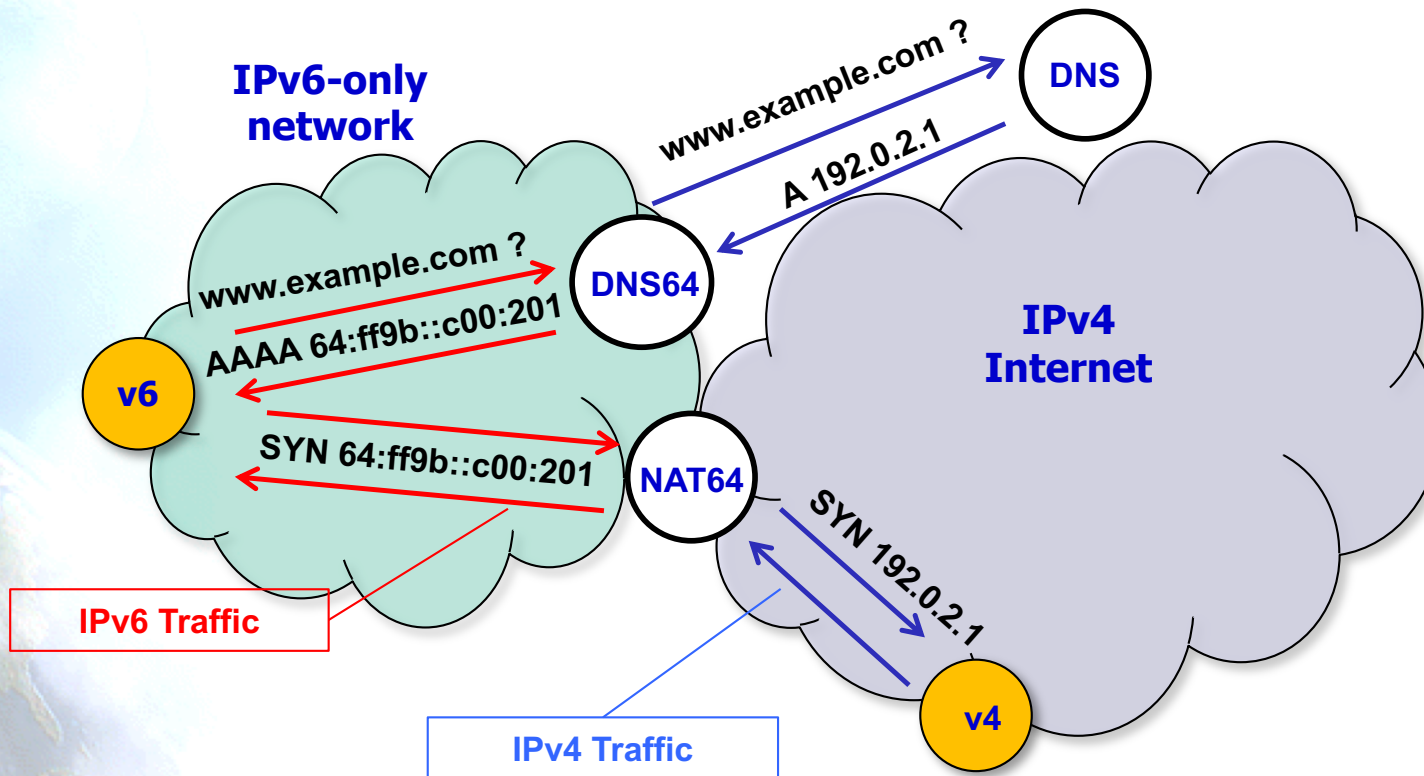 IPv6-only
network
www.example.com ?
DNS
A 192.0.2.1
www.example.com ?
DNS64
AAAA 64:ff9b::c00:201
IPv4
Internet
v6
SYN 64:ff9b::c00:201
NAT64
SYN 192.0.2.1
IPv6 Traffic
v4
IPv4 Traffic